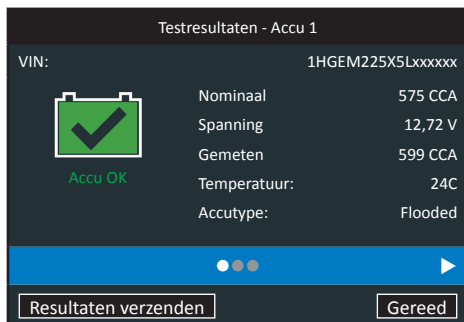 Testresultaten - Accu 1
VIN: 1HGEM225X5Lxxxxxx
Nominaal 575 CCA
Spanning 12,72 V
Gemeten 599 CCA
Accu OK
Temperatuur: 24C
Accutype: Flooded
Resultaten verzenden Gereed